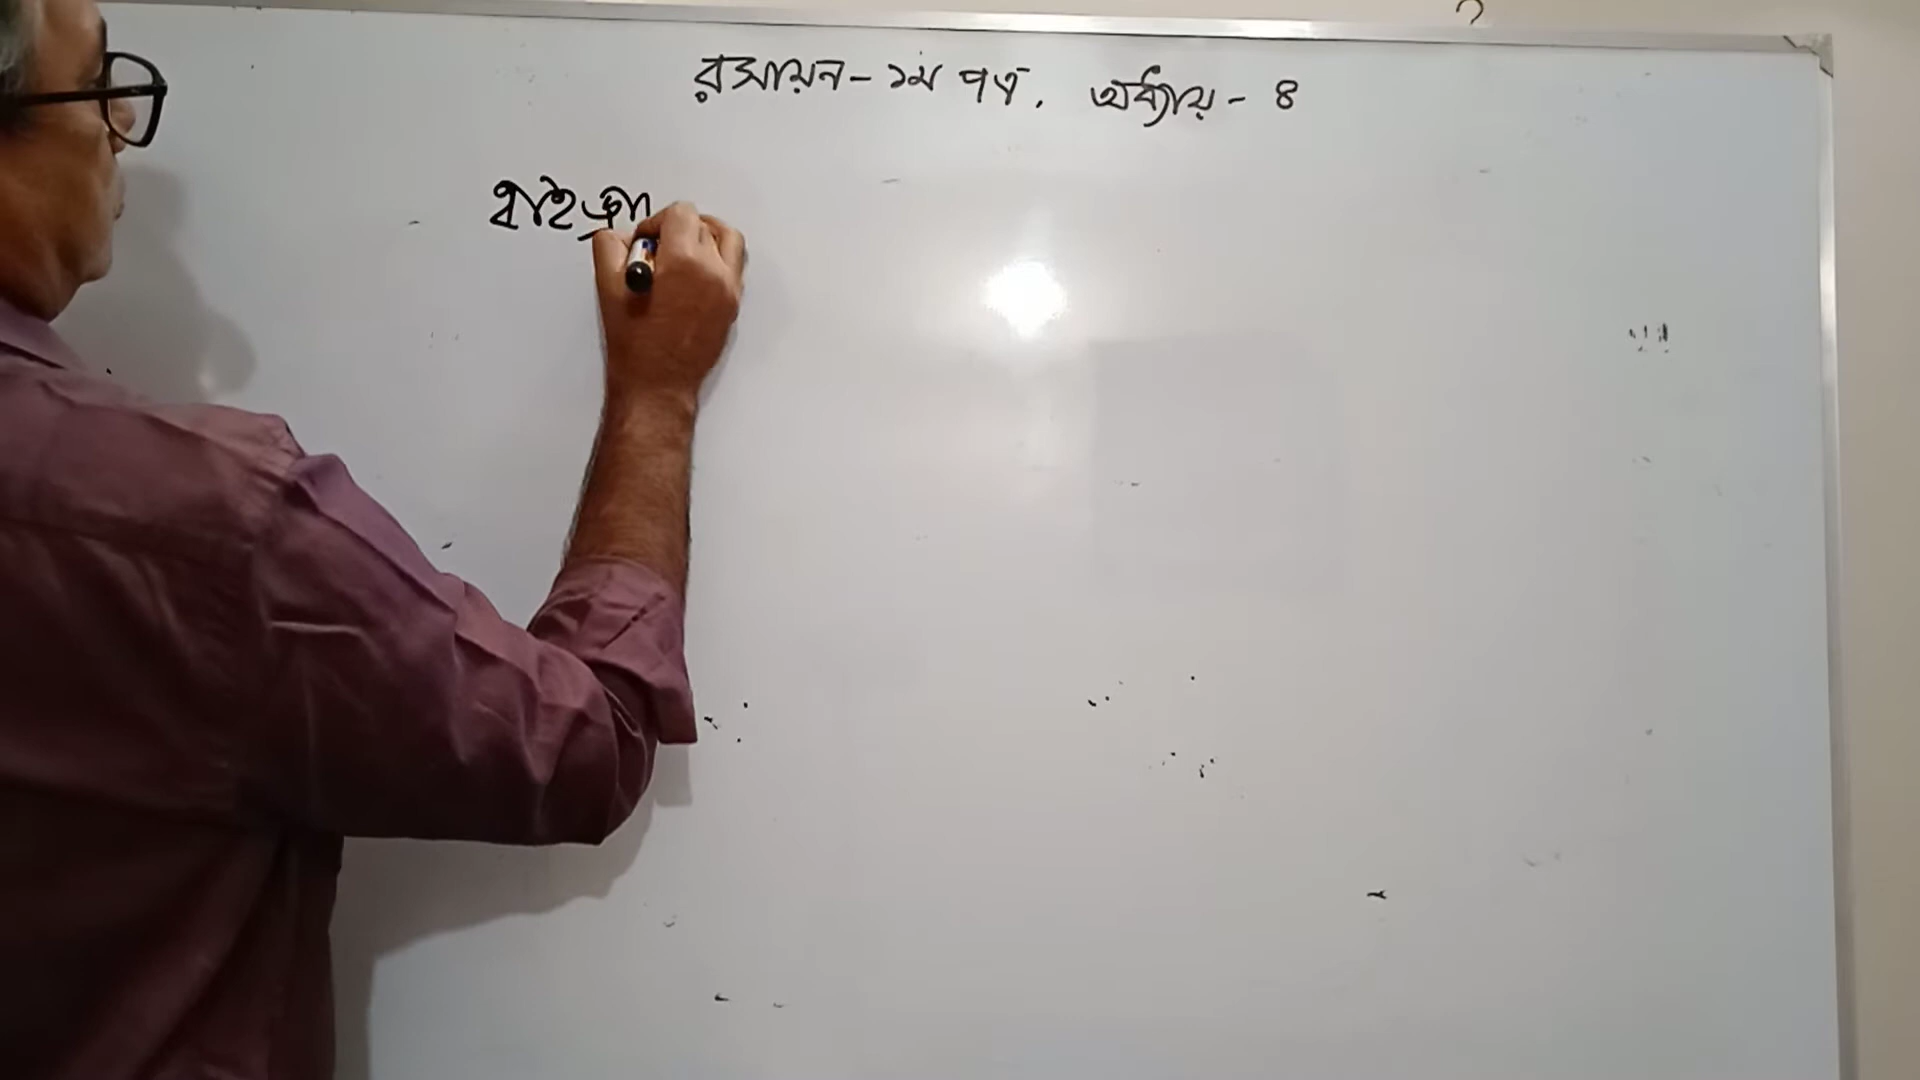 রসায়ন - ১ম পত্র, অধ্যায় - ৪
হাইড্রা